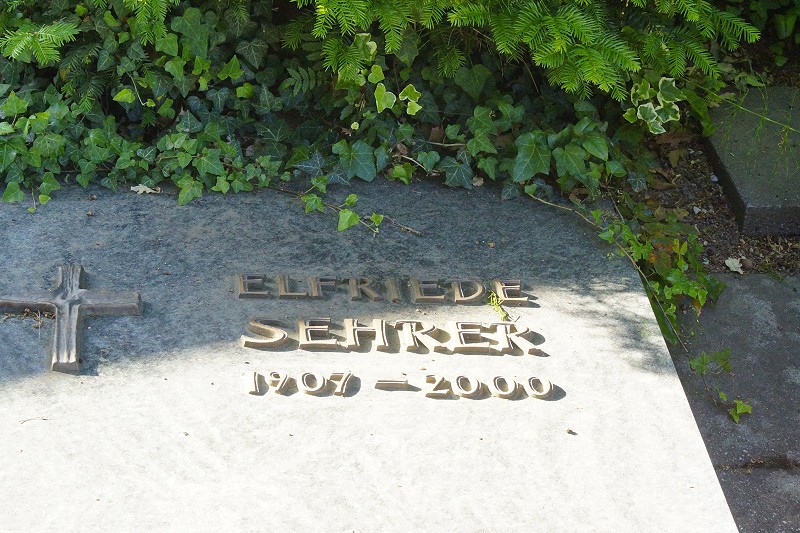 ELFRIEDE
SEHRER
1907 – 2000